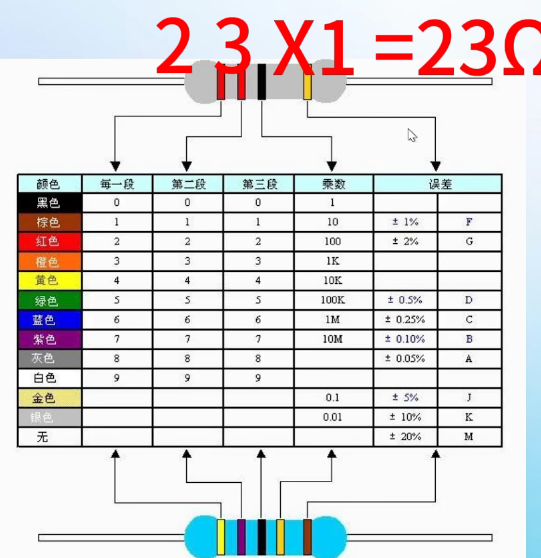 2 3 X1 =23Ω
颜色 每一段 第二段 第三段 乘数 误差
黑色 0 0 0 1
棕色 1 1 1 10 ± 1% F
红色 2 2 2 100 ± 2% G
橙色 3 3 3 1K
黄色 4 4 4 10K
绿色 5 5 5 100K ± 0.5% D
蓝色 6 6 6 1M ± 0.25% C
紫色 7 7 7 10M ± 0.10% B
灰色 8 8 8 ± 0.05% A
白色 9 9 9
金色 0.1 ± 5% J
银色 0.01 ± 10% K
无 ± 20% M